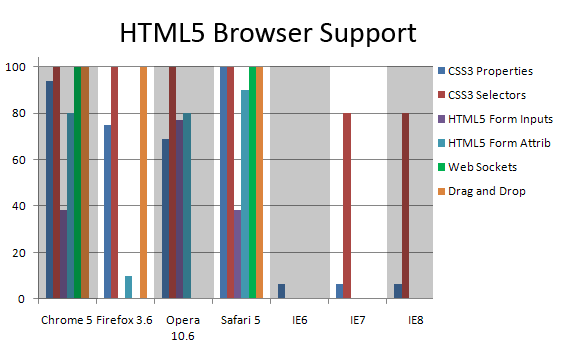 HTML5 Browser Support
100
80
60
40
20
0
Chrome 5 Firefox 3.6 Opera 10.6 Safari 5 IE6 IE7 IE8
CSS3 Properties
CSS3 Selectors
HTML5 Form Inputs
HTML5 Form Attrib
Web Sockets
Drag and Drop